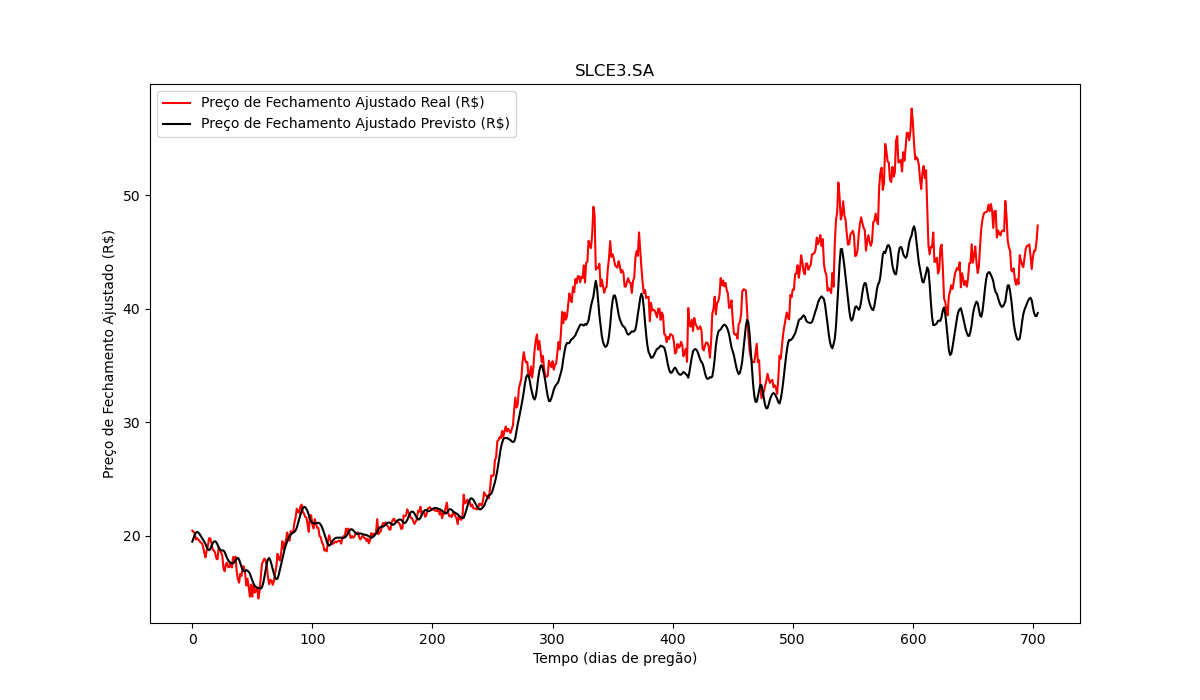 SLCE3.SA
Preço de Fechamento Ajustado Real (R$)
Preço de Fechamento Ajustado Previsto (R$)
Preço de Fechamento Ajustado (R$)
50
40
30
20
0 100 200 300 400 500 600 700
Tempo (dias de pregão)